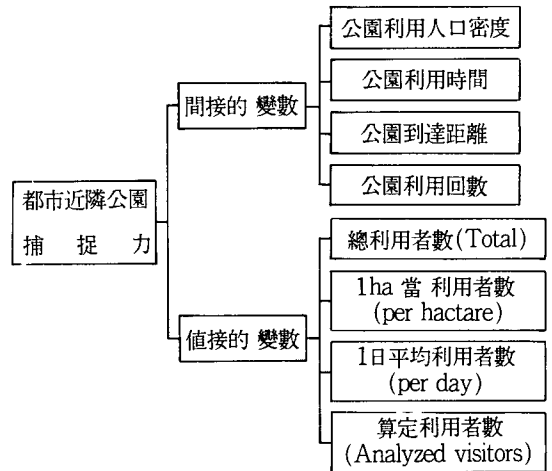 公園利用人口密度
間接的 變數
公園利用時間
公園到達距離
公園利用回數
都市近隣公園
捕 捉 力
總利用者數(Total)
1ha 當 利用者數
(per hactare)
値接的 變數
1日平均利用者數
(per day)
算定利用者數
(Analyzed visitors)